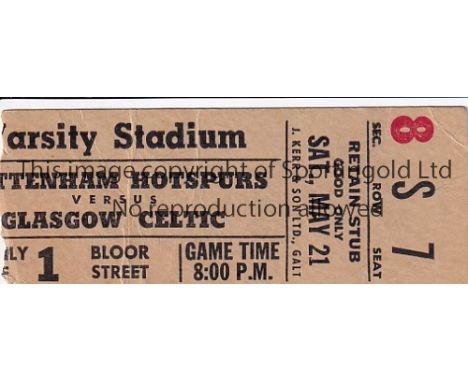 Varsity Stadium
TTENHAM HOTSPURS
VERSUS
GLASGOW CELTIC
1
BLOOR
STREET
GAME TIME
8:00 P.M.
J. KERR & SON LTD., GALT
SAT., MAY 21
GOOD ONLY
RETAIN STUB
SEC. ROW SEAT
8 S 7
This image copyright of Sportingold Ltd
No reproduction allowed